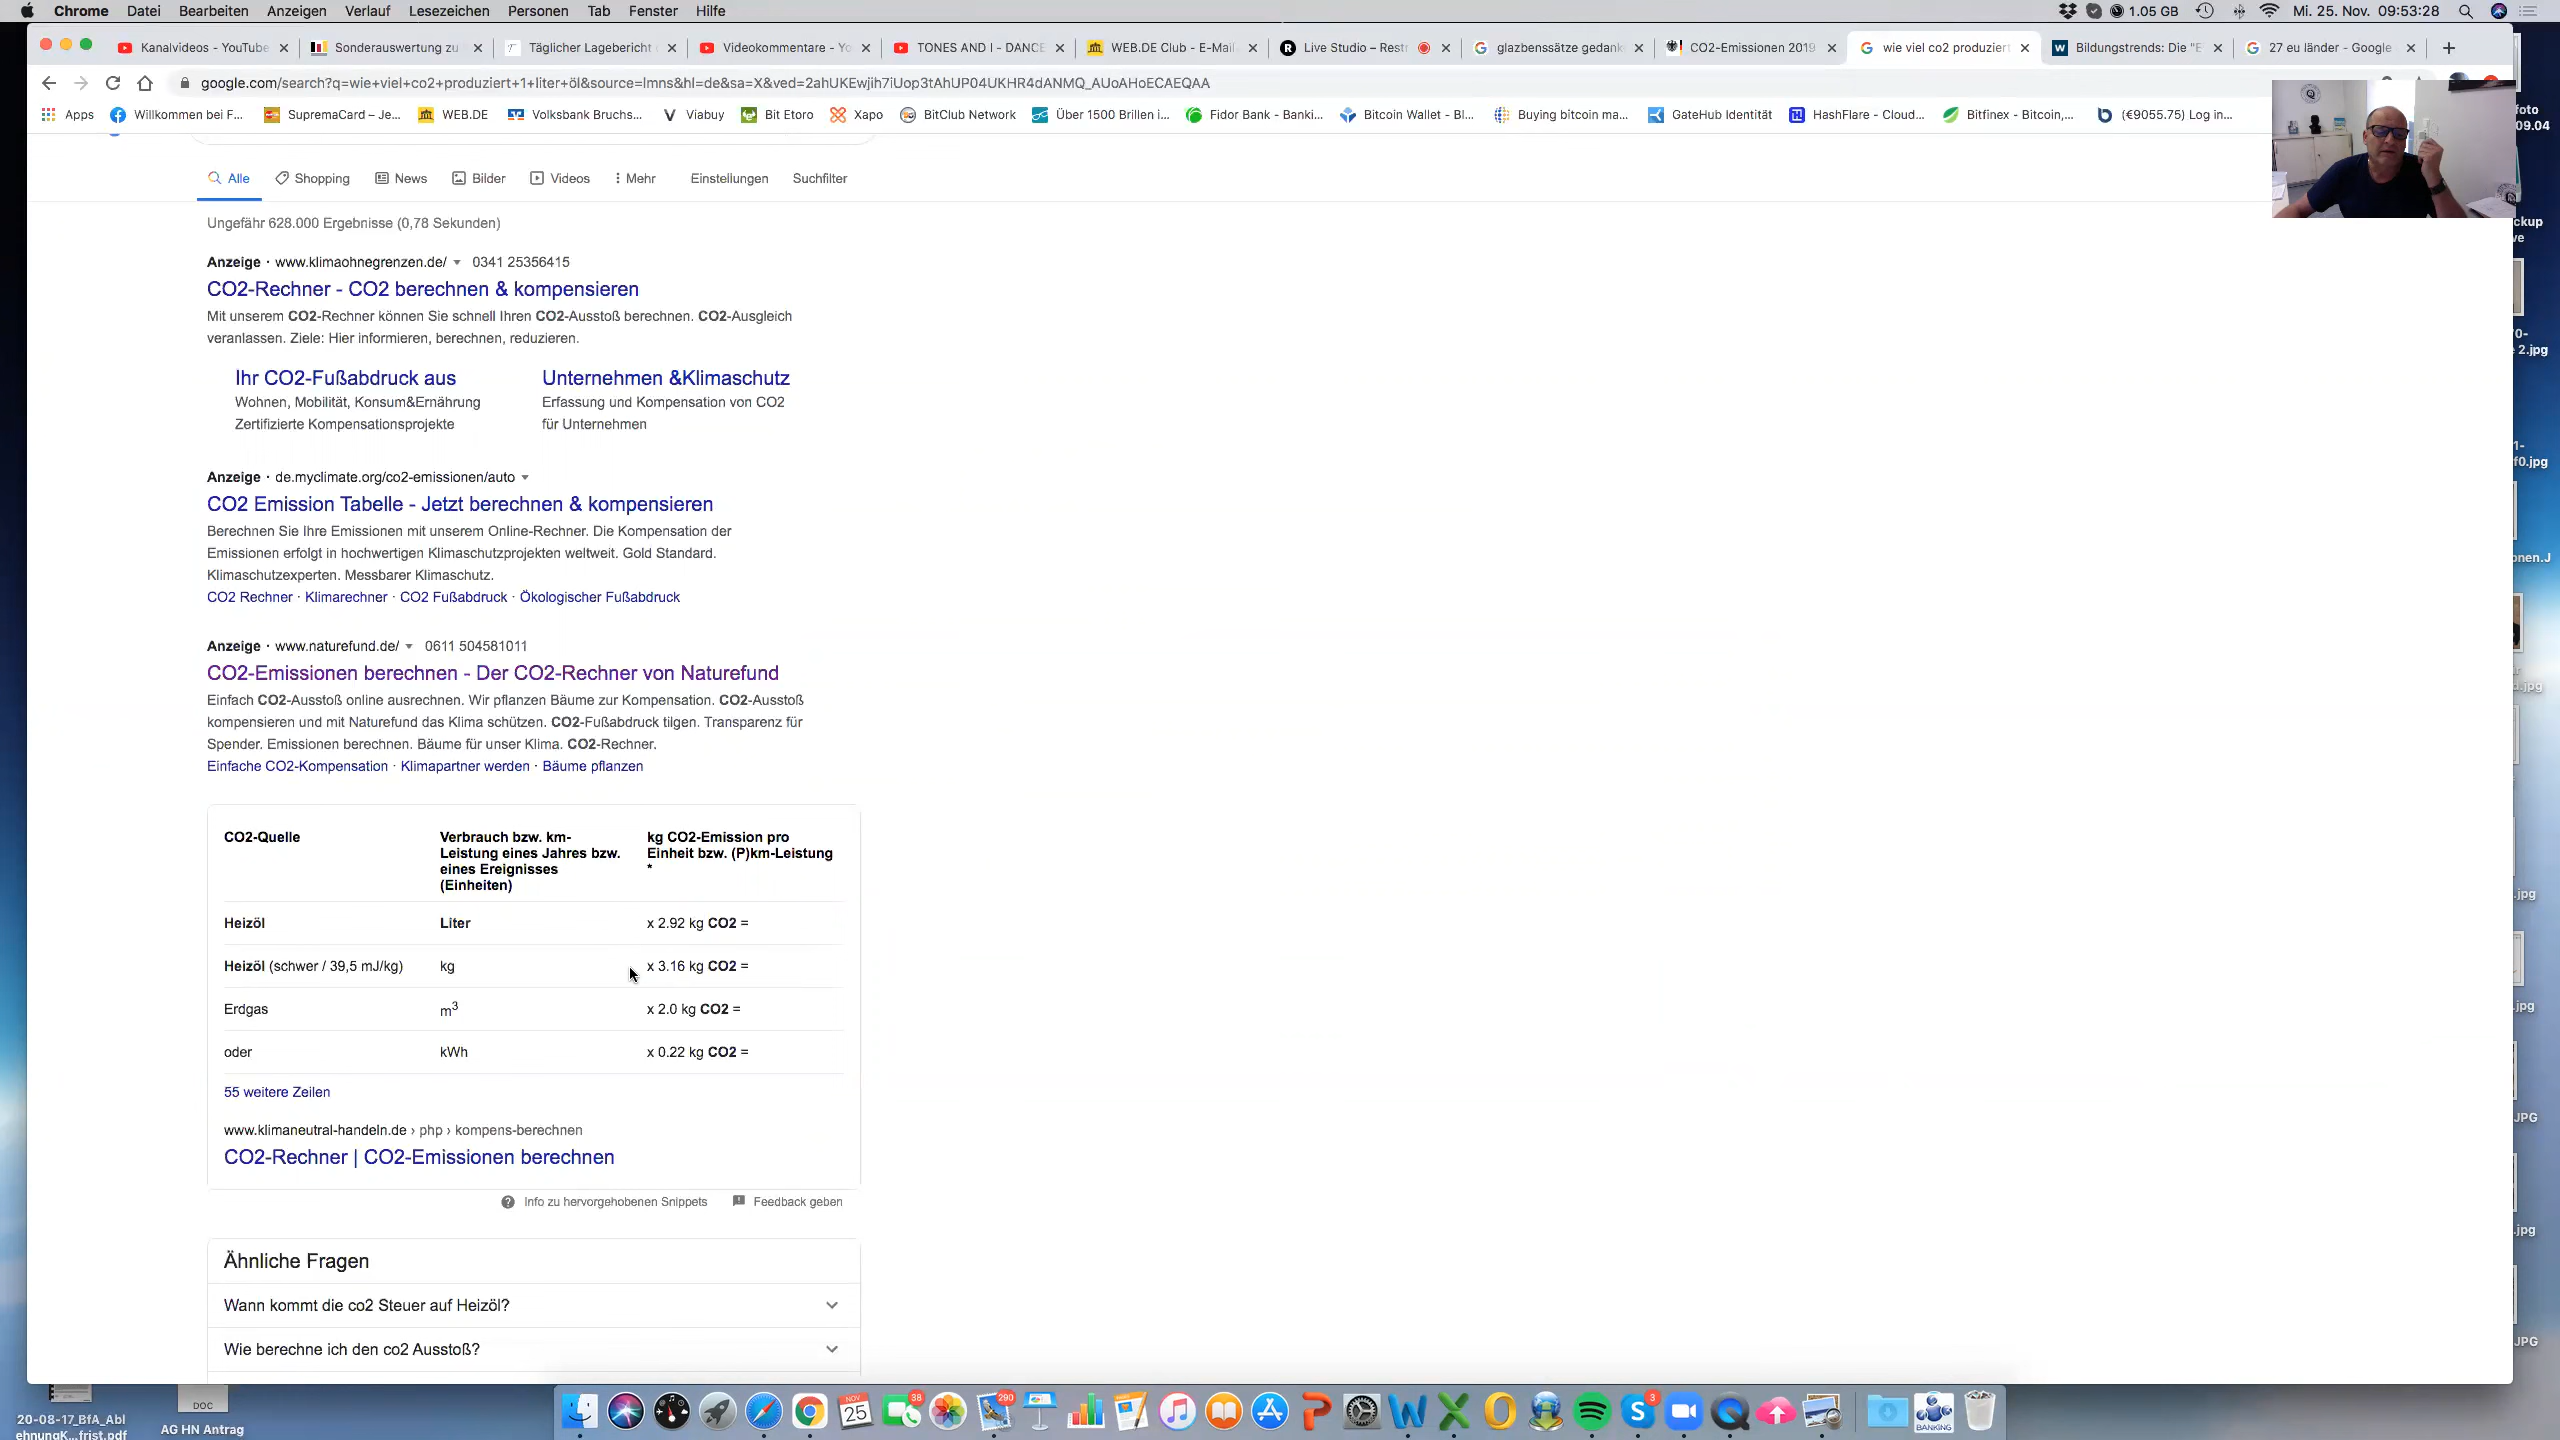 Chrome Datei Bearbeiten Anzeigen Verlauf Lesezeichen Personen Tab Fenster Hilfe 1.05 GB Mi. 25. Nov. 09:53:28
Kanalvideos - YouTube Sonderauswertung zu Täglicher Lagebericht Videokommentare - Yo TONES AND I - DANCE WEB.DE Club - E-Mail Live Studio – Restr glazbenssätze gedank CO2-Emissionen 2019 wie viel co2 produziert Bildungstrends: Die "E 27 eu länder - Google
google.com/search?q=wie+viel+co2+produziert+1+liter+öl&source=lmns&hl=de&sa=X&ved=2ahUKEwjih7iUop3tAhUP04UKHR4dANMQ_AUoAHoECAEQAA
Apps Willkommen bei F... SupremaCard – Je... WEB.DE Volksbank Bruchs... Viabuy Bit Etoro Xapo BitClub Network Über 1500 Brillen i... Fidor Bank - Banki... Bitcoin Wallet - Bl... Buying bitcoin ma... GateHub Identität HashFlare - Cloud... Bitfinex - Bitcoin,... (€9055.75) Log in...
Alle Shopping News Bilder Videos Mehr Einstellungen Suchfilter
Ungefähr 628.000 Ergebnisse (0,78 Sekunden)
Anzeige · www.klimaohnegrenzen.de/ 0341 25356415
CO2-Rechner - CO2 berechnen & kompensieren
Mit unserem CO2-Rechner können Sie schnell Ihren CO2-Ausstoß berechnen. CO2-Ausgleich
veranlassen. Ziele: Hier informieren, berechnen, reduzieren.
Ihr CO2-Fußabdruck aus Unternehmen &Klimaschutz
Wohnen, Mobilität, Konsum&Ernährung Erfassung und Kompensation von CO2
Zertifizierte Kompensationsprojekte für Unternehmen
Anzeige · de.myclimate.org/co2-emissionen/auto
CO2 Emission Tabelle - Jetzt berechnen & kompensieren
Berechnen Sie Ihre Emissionen mit unserem Online-Rechner. Die Kompensation der
Emissionen erfolgt in hochwertigen Klimaschutzprojekten weltweit. Gold Standard.
Klimaschutzexperten. Messbarer Klimaschutz.
CO2 Rechner · Klimarechner · CO2 Fußabdruck · Ökologischer Fußabdruck
Anzeige · www.naturefund.de/ 0611 504581011
CO2-Emissionen berechnen - Der CO2-Rechner von Naturefund
Einfach CO2-Ausstoß online ausrechnen. Wir pflanzen Bäume zur Kompensation. CO2-Ausstoß
kompensieren und mit Naturefund das Klima schützen. CO2-Fußabdruck tilgen. Transparenz für
Spender. Emissionen berechnen. Bäume für unser Klima. CO2-Rechner.
Einfache CO2-Kompensation · Klimapartner werden · Bäume pflanzen
CO2-Quelle Verbrauch bzw. km- kg CO2-Emission pro
Leistung eines Jahres bzw. Einheit bzw. (P)km-Leistung
eines Ereignisses *
(Einheiten)
Heizöl Liter x 2.92 kg CO2 =
Heizöl (schwer / 39,5 mJ/kg) kg x 3.16 kg CO2 =
Erdgas m³ x 2.0 kg CO2 =
oder kWh x 0.22 kg CO2 =
55 weitere Zeilen
www.klimaneutral-handeln.de › php › kompens-berechnen
CO2-Rechner | CO2-Emissionen berechnen
Info zu hervorgehobenen Snippets Feedback geben
Ähnliche Fragen
Wann kommt die co2 Steuer auf Heizöl?
Wie berechne ich den co2 Ausstoß?
NOV
25 38 290 3
BANKING
DOC
20-08-17_BfA_Abl
ehnungK...frist.pdf
AG HN Antrag